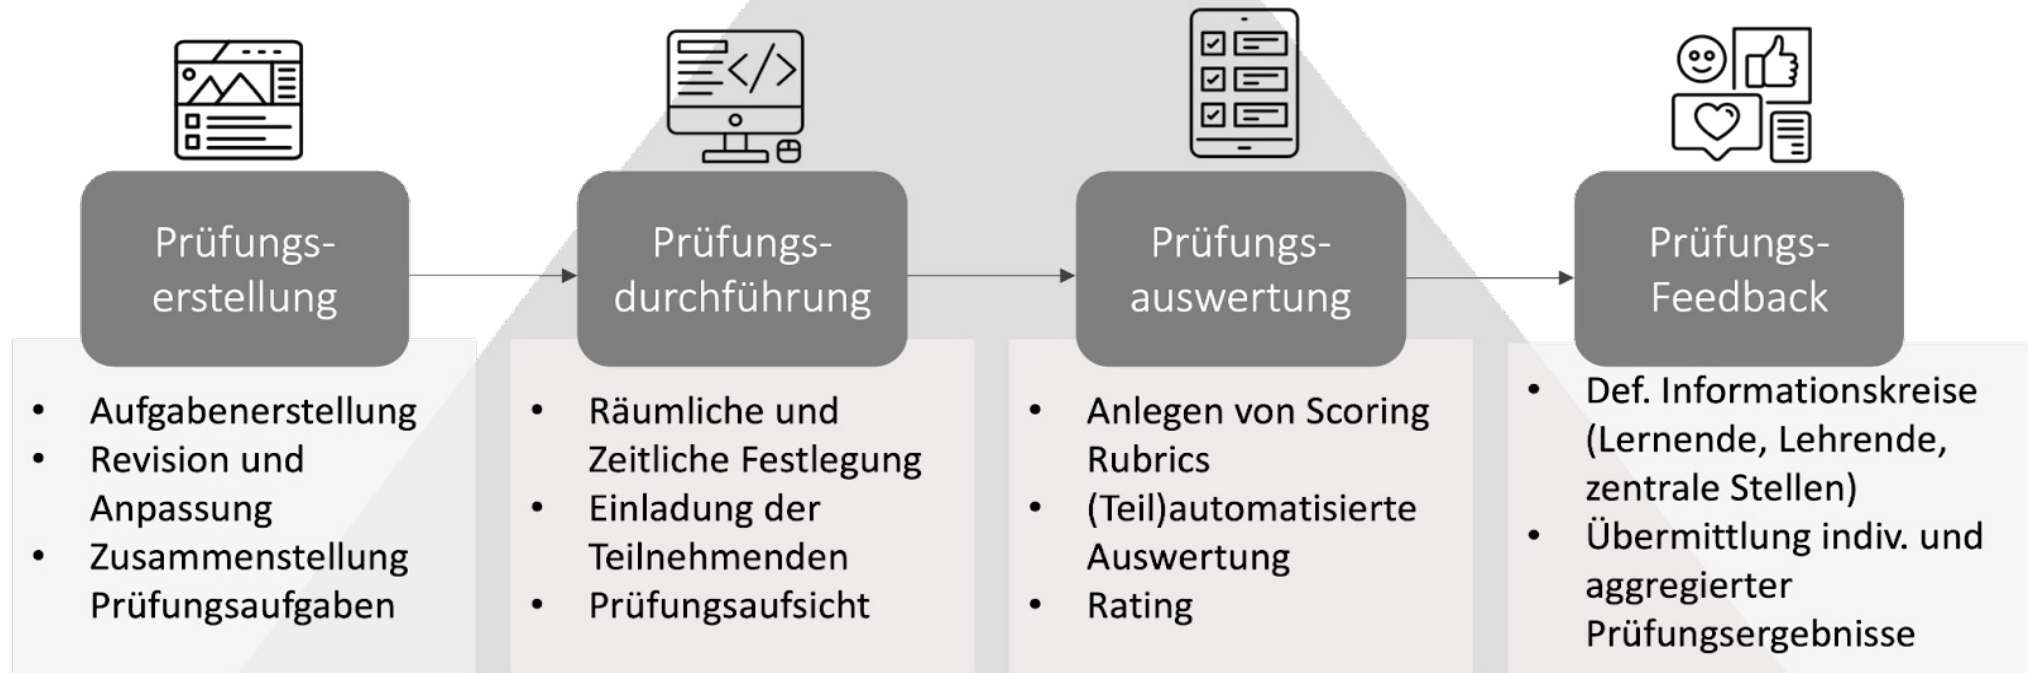 Prüfungs-
erstellung
• Aufgabenerstellung
• Revision und
Anpassung
• Zusammenstellung
Prüfungsaufgaben
Prüfungs-
durchführung
• Räumliche und
Zeitliche Festlegung
• Einladung der
Teilnehmenden
• Prüfungsaufsicht
Prüfungs-
auswertung
• Anlegen von Scoring
Rubrics
• (Teil)automatisierte
Auswertung
• Rating
Prüfungs-
Feedback
• Def. Informationskreise
(Lernende, Lehrende,
zentrale Stellen)
• Übermittlung indiv. und
aggregierter
Prüfungsergebnisse